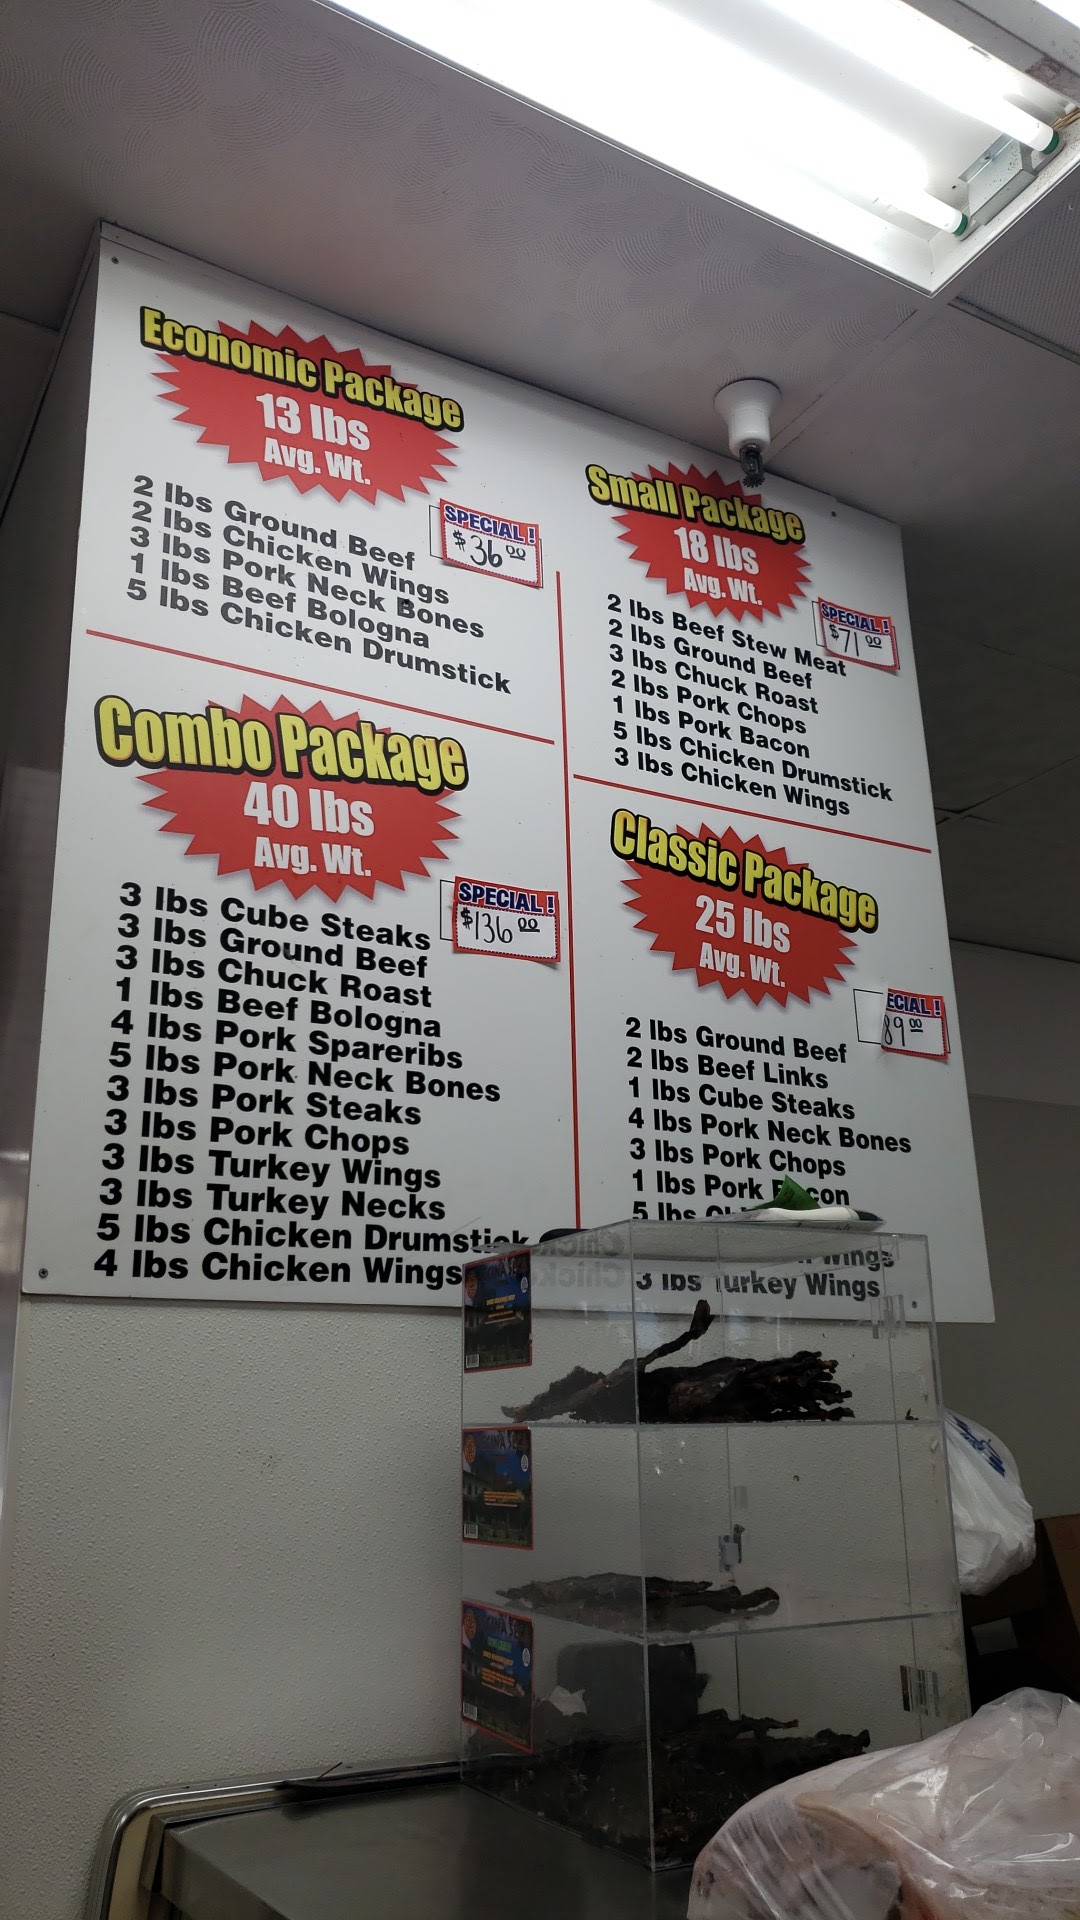 Economic Package
13 lbs
Avg. Wt.
SPECIAL!
$36.00
2 lbs Ground Beef
2 lbs Chicken Wings
3 lbs Pork Neck Bones
1 lbs Beef Bologna
5 lbs Chicken Drumstick
Small Package
18 lbs
Avg. Wt.
SPECIAL!
$71.00
2 lbs Beef Stew Meat
2 lbs Ground Beef
3 lbs Chuck Roast
2 lbs Pork Chops
1 lbs Pork Bacon
5 lbs Chicken Drumstick
3 lbs Chicken Wings
Combo Package
40 lbs
Avg. Wt.
SPECIAL!
$136.00
3 lbs Cube Steaks
3 lbs Ground Beef
3 lbs Chuck Roast
1 lbs Beef Bologna
4 lbs Pork Spareribs
5 lbs Pork Neck Bones
3 lbs Pork Steaks
3 lbs Pork Chops
3 lbs Turkey Wings
3 lbs Turkey Necks
5 lbs Chicken Drumstick
4 lbs Chicken Wings
Classic Package
25 lbs
Avg. Wt.
ECIAL!
89.00
2 lbs Ground Beef
2 lbs Beef Links
1 lbs Cube Steaks
4 lbs Pork Neck Bones
3 lbs Pork Chops
1 lbs Pork Bacon
5 lbs
Wings
3 lbs Turkey Wings